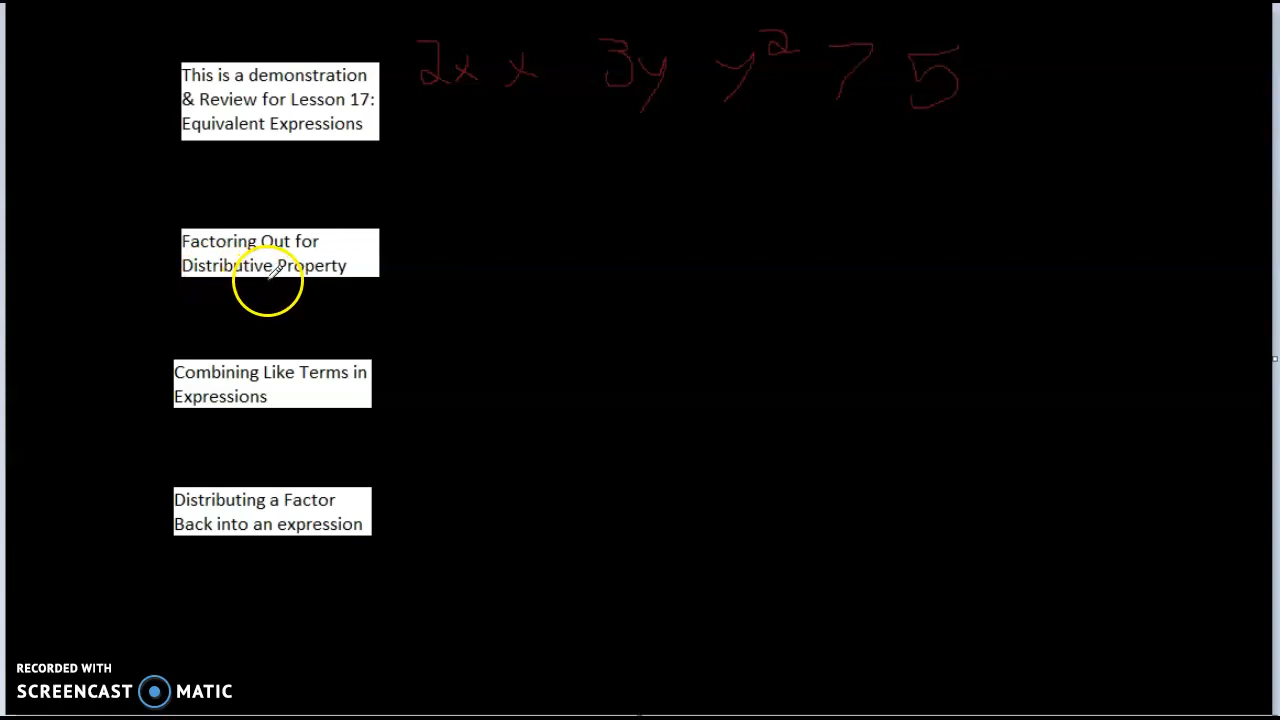 This is a demonstration
& Review for Lesson 17:
Equivalent Expressions
2x x 3y y² 7 5
Factoring Out for
Distributive Property
Combining Like Terms in
Expressions
Distributing a Factor
Back into an expression
RECORDED WITH
SCREENCAST MATIC